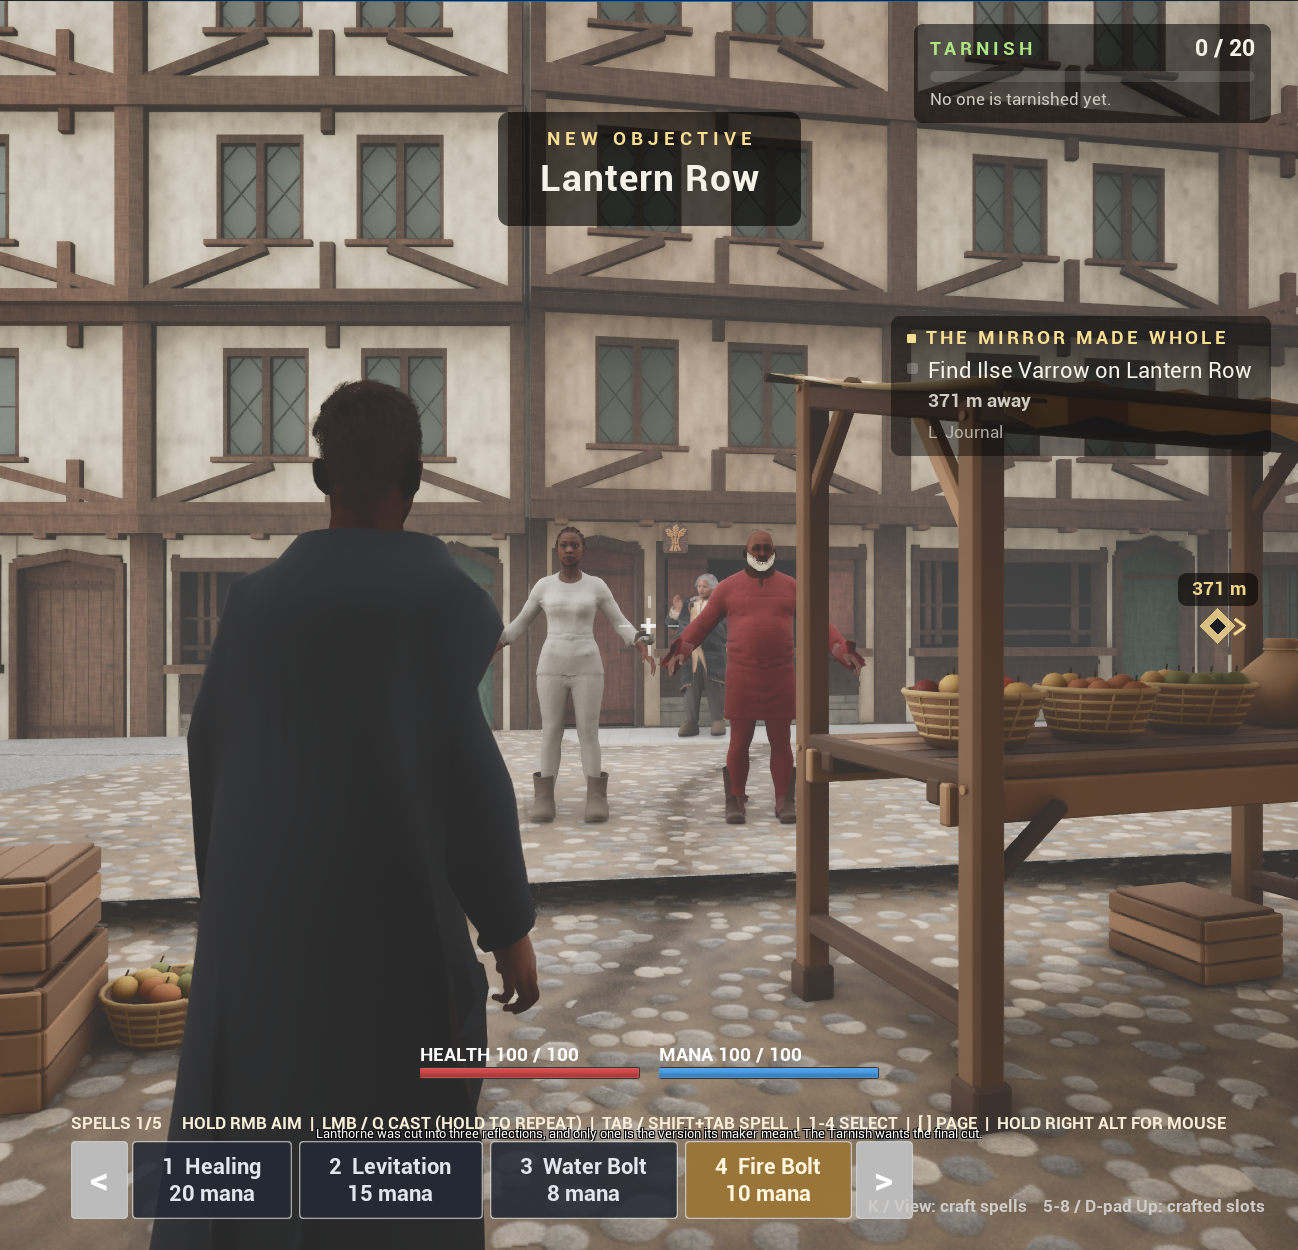 TARNISH 0 / 20
No one is tarnished yet.
NEW OBJECTIVE
Lantern Row
THE MIRROR MADE WHOLE
Find Ilse Varrow on Lantern Row
371 m away
L Journal
371 m
HEALTH 100 / 100 MANA 100 / 100
SPELLS 1/5 HOLD RMB AIM | LMB / Q CAST (HOLD TO REPEAT) | TAB / SHIFT+TAB SPELL | 1-4 SELECT | [ ] PAGE | HOLD RIGHT ALT FOR MOUSE
Lanthorne was cut into three reflections, and only one is the version its maker meant. The Tarnish wants the final cut.
< 1 Healing 2 Levitation 3 Water Bolt 4 Fire Bolt >
20 mana 15 mana 8 mana 10 mana
K / View: craft spells 5-8 / D-pad Up: crafted slots